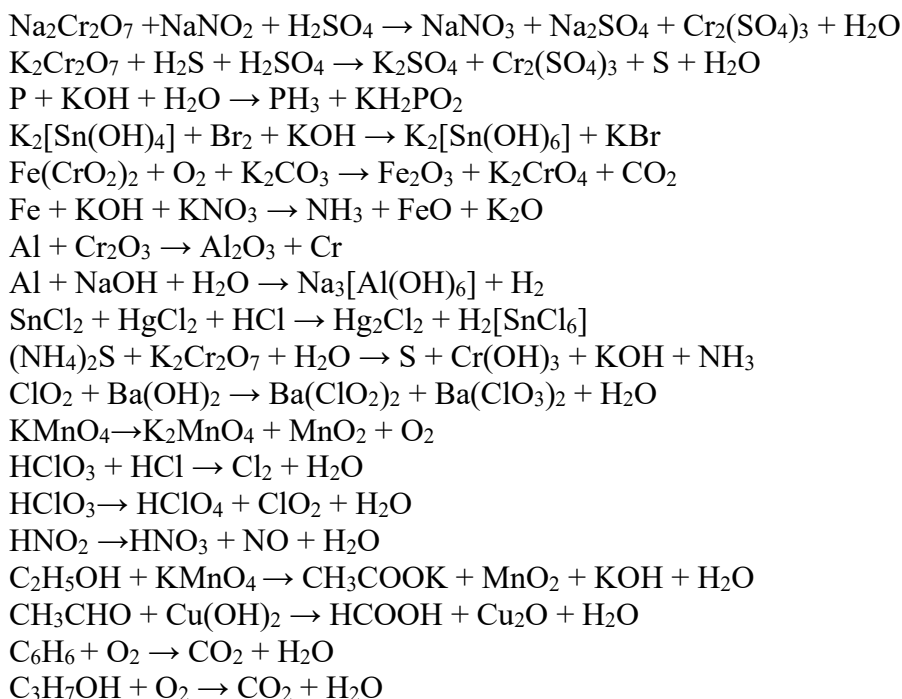 Na₂Cr₂O₇ +NaNO₂ + H₂SO₄ → NaNO₃ + Na₂SO₄ + Cr₂(SO₄)₃ + H₂O
K₂Cr₂O₇ + H₂S + H₂SO₄ → K₂SO₄ + Cr₂(SO₄)₃ + S + H₂O
P + KOH + H₂O → PH₃ + KH₂PO₂
K₂[Sn(OH)₄] + Br₂ + KOH → K₂[Sn(OH)₆] + KBr
Fe(CrO₂)₂ + O₂ + K₂CO₃ → Fe₂O₃ + K₂CrO₄ + CO₂
Fe + KOH + KNO₃ → NH₃ + FeO + K₂O
Al + Cr₂O₃ → Al₂O₃ + Cr
Al + NaOH + H₂O → Na₃[Al(OH)₆] + H₂
SnCl₂ + HgCl₂ + HCl → Hg₂Cl₂ + H₂[SnCl₆]
(NH₄)₂S + K₂Cr₂O₇ + H₂O → S + Cr(OH)₃ + KOH + NH₃
ClO₂ + Ba(OH)₂ → Ba(ClO₂)₂ + Ba(ClO₃)₂ + H₂O
KMnO₄→K₂MnO₄ + MnO₂ + O₂
HClO₃ + HCl → Cl₂ + H₂O
HClO₃→ HClO₄ + ClO₂ + H₂O
HNO₂ →HNO₃ + NO + H₂O
C₂H₅OH + KMnO₄ → CH₃COOK + MnO₂ + KOH + H₂O
CH₃CHO + Cu(OH)₂ → HCOOH + Cu₂O + H₂O
C₆H₆ + O₂ → CO₂ + H₂O
C₃H₇OH + O₂ → CO₂ + H₂O